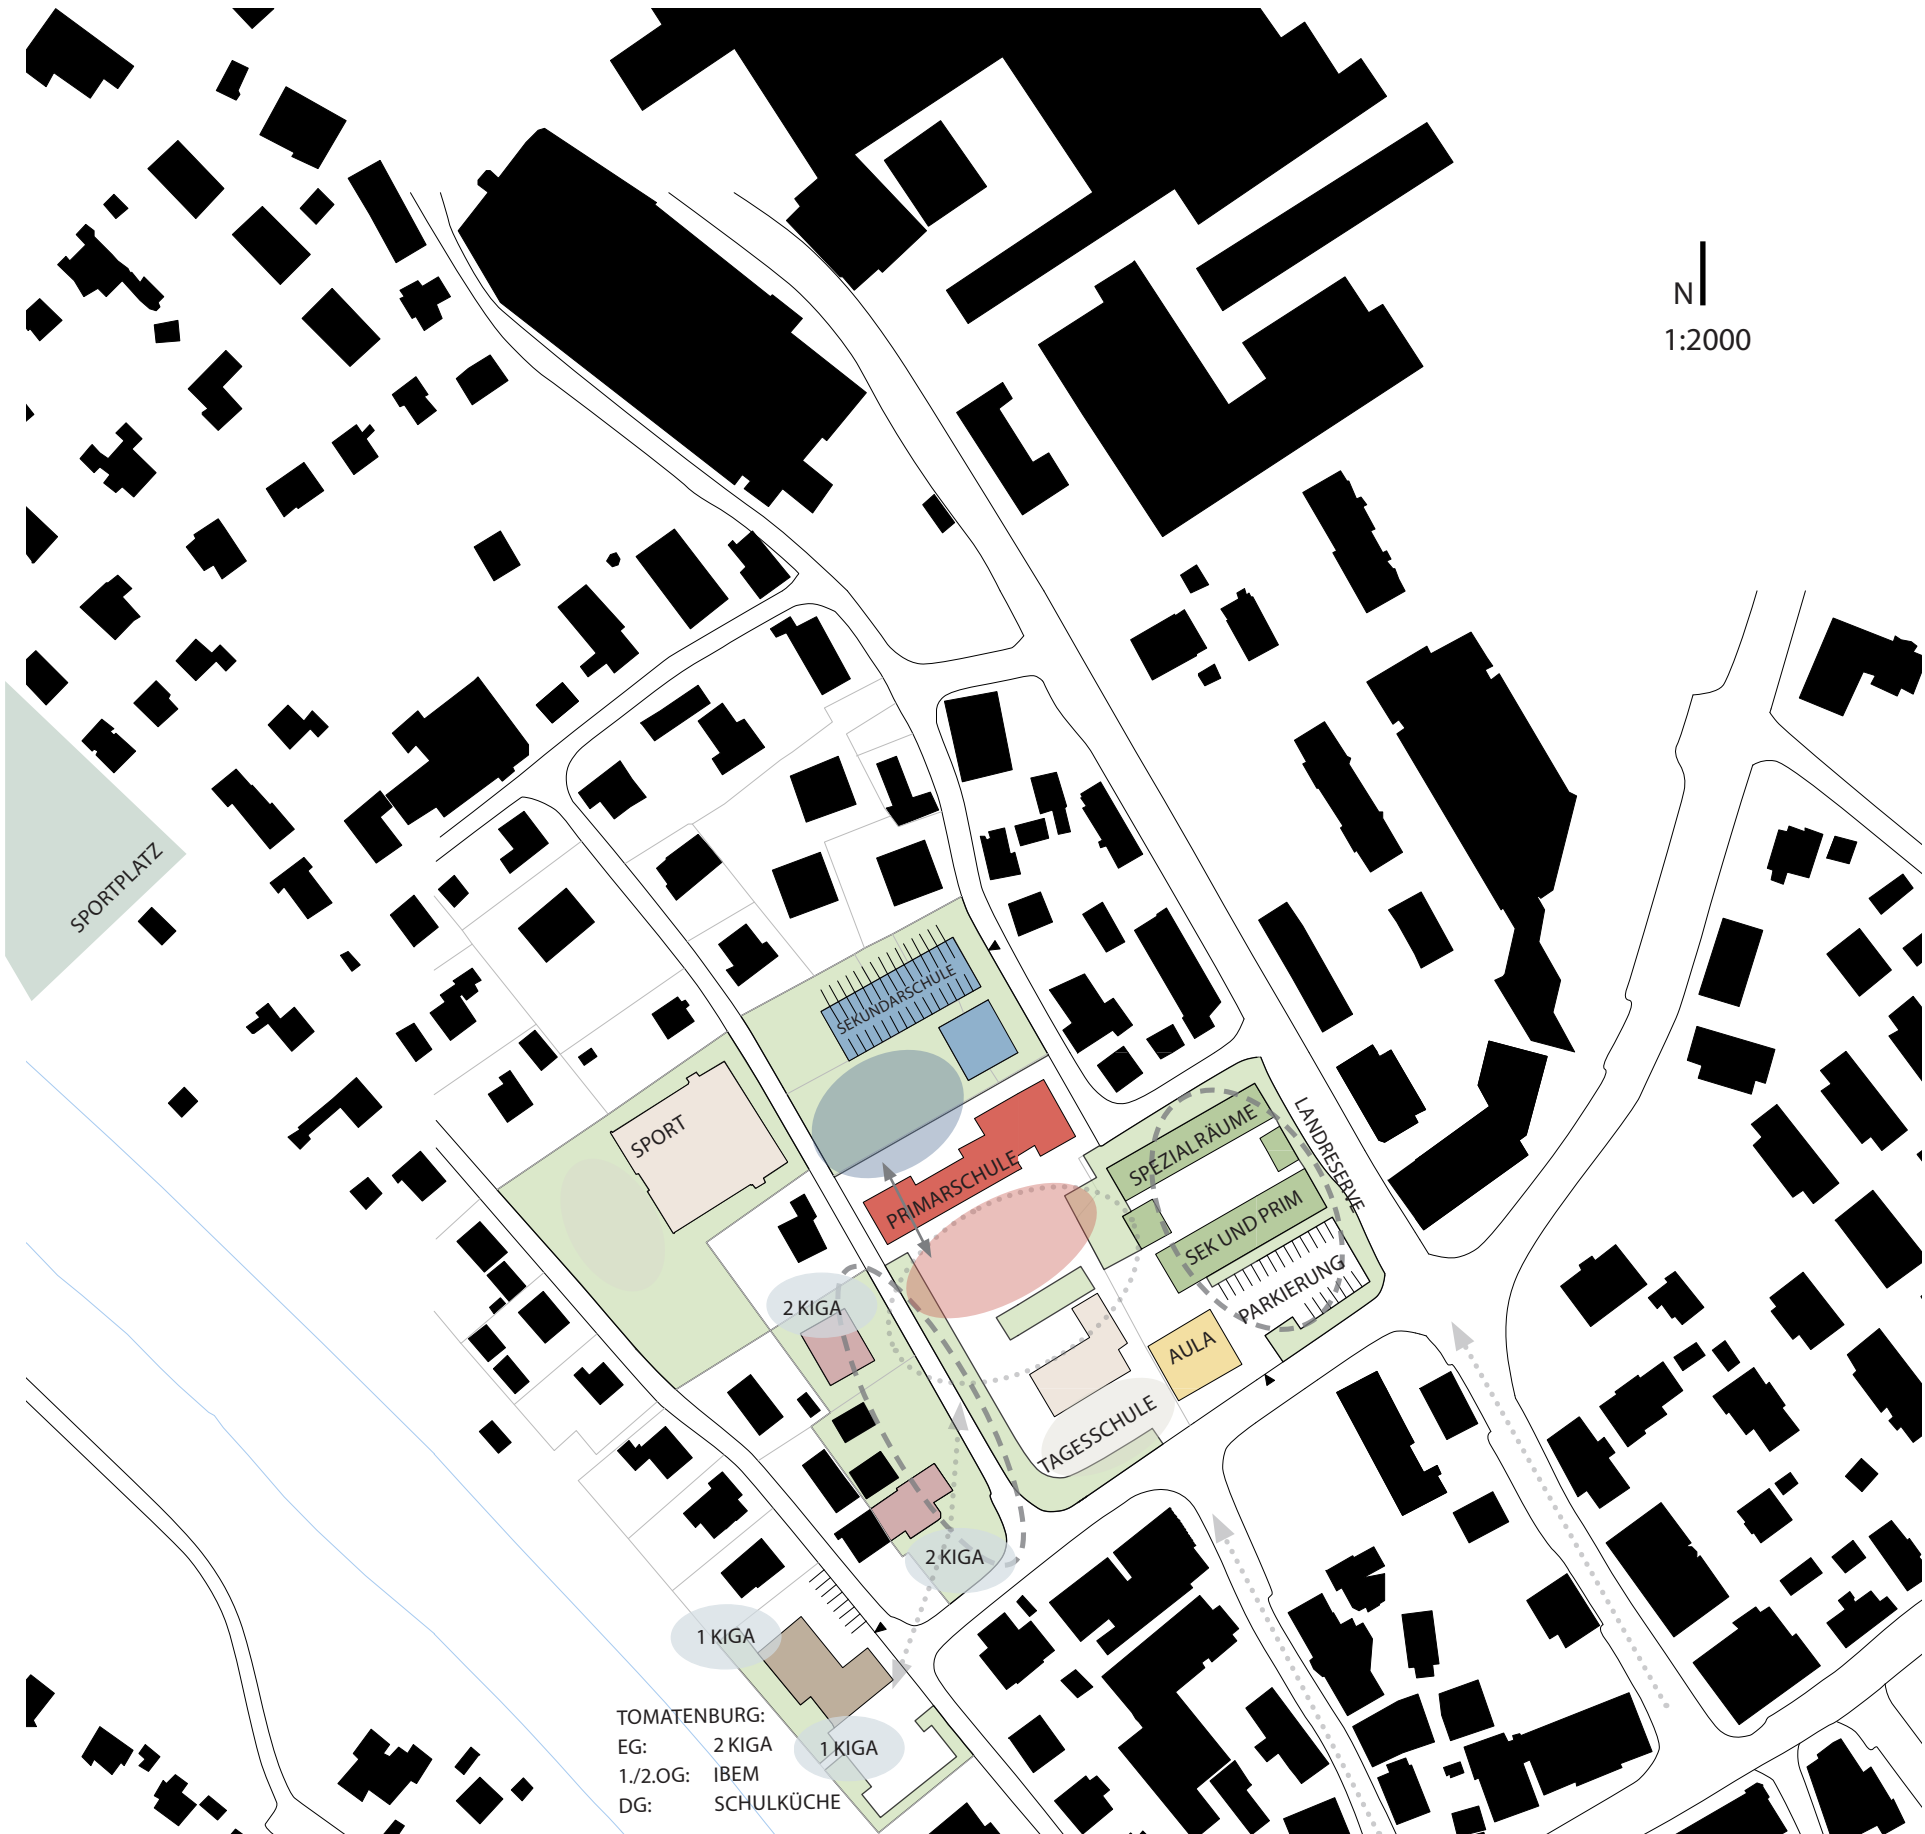 N
1:2000
SPORTPLATZ
SEKUNDARSCHULE
SPORT
PRIMARSCHULE
SPEZIALRÄUME
LANDRESERVE
SEK UND PRIM
PARKIERUNG
2 KIGA
AULA
TAGESSCHULE
2 KIGA
1 KIGA
1 KIGA
TOMATENBURG:
EG: 2 KIGA
1./2.OG: IBEM
DG: SCHULKÜCHE